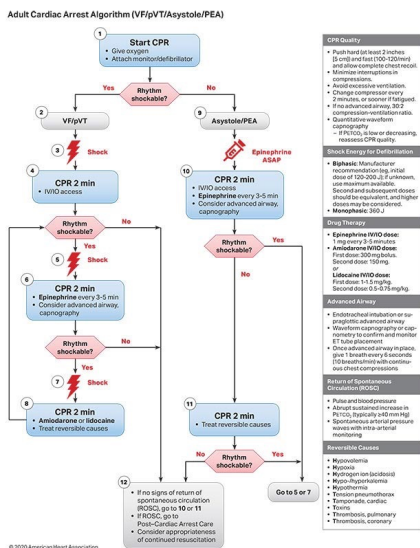 Adult Cardiac Arrest Algorithm (VF/pVT/Asystole/PEA)
1
Start CPR
• Give oxygen
• Attach monitor/defibrillator
Yes
Rhythm
shockable?
No
2
VF/pVT
9
Asystole/PEA
3
Shock
Epinephrine
ASAP
4
CPR 2 min
• IV/IO access
10
CPR 2 min
• IV/IO access
• Epinephrine every 3-5 min
• Consider advanced airway,
capnography
Rhythm
shockable?
No
Yes
5
Shock
Rhythm
shockable?
Yes
No
6
CPR 2 min
• Epinephrine every 3-5 min
• Consider advanced airway,
capnography
Rhythm
shockable?
No
Yes
7
Shock
8
CPR 2 min
• Amiodarone or lidocaine
• Treat reversible causes
11
CPR 2 min
• Treat reversible causes
No
Rhythm
shockable?
Yes
12
• If no signs of return of
spontaneous circulation
(ROSC), go to 10 or 11
• If ROSC, go to
Post–Cardiac Arrest Care
• Consider appropriateness
of continued resuscitation
Go to 5 or 7
CPR Quality
• Push hard (at least 2 inches
[5 cm]) and fast (100-120/min)
and allow complete chest recoil.
• Minimize interruptions in
compressions.
• Avoid excessive ventilation.
• Change compressor every
2 minutes, or sooner if fatigued.
• If no advanced airway, 30:2
compression-ventilation ratio.
• Quantitative waveform
capnography
– If PETCO2 is low or decreasing,
reassess CPR quality.
Shock Energy for Defibrillation
• Biphasic: Manufacturer
recommendation (eg, initial
dose of 120-200 J); if unknown,
use maximum available.
Second and subsequent doses
should be equivalent, and higher
doses may be considered.
• Monophasic: 360 J
Drug Therapy
• Epinephrine IV/IO dose:
1 mg every 3-5 minutes
• Amiodarone IV/IO dose:
First dose: 300 mg bolus.
Second dose: 150 mg.
or
Lidocaine IV/IO dose:
First dose: 1-1.5 mg/kg.
Second dose: 0.5-0.75 mg/kg.
Advanced Airway
• Endotracheal intubation or su-
praglottic advanced airway
• Waveform capnography or cap-
nometry to confirm and monitor
ET tube placement
• Once advanced airway in place,
give 1 breath every 6 seconds
(10 breaths/min) with continu-
ous chest compressions
Return of Spontaneous
Circulation (ROSC)
• Pulse and blood pressure
• Abrupt sustained increase in
PETCO2 (typically ≥40 mm Hg)
• Spontaneous arterial pressure
waves with intra-arterial
monitoring
Reversible Causes
• Hypovolemia
• Hypoxia
• Hydrogen ion (acidosis)
• Hypo-/hyperkalemia
• Hypothermia
• Tension pneumothorax
• Tamponade, cardiac
• Toxins
• Thrombosis, pulmonary
• Thrombosis, coronary
© 2020 American Heart Association